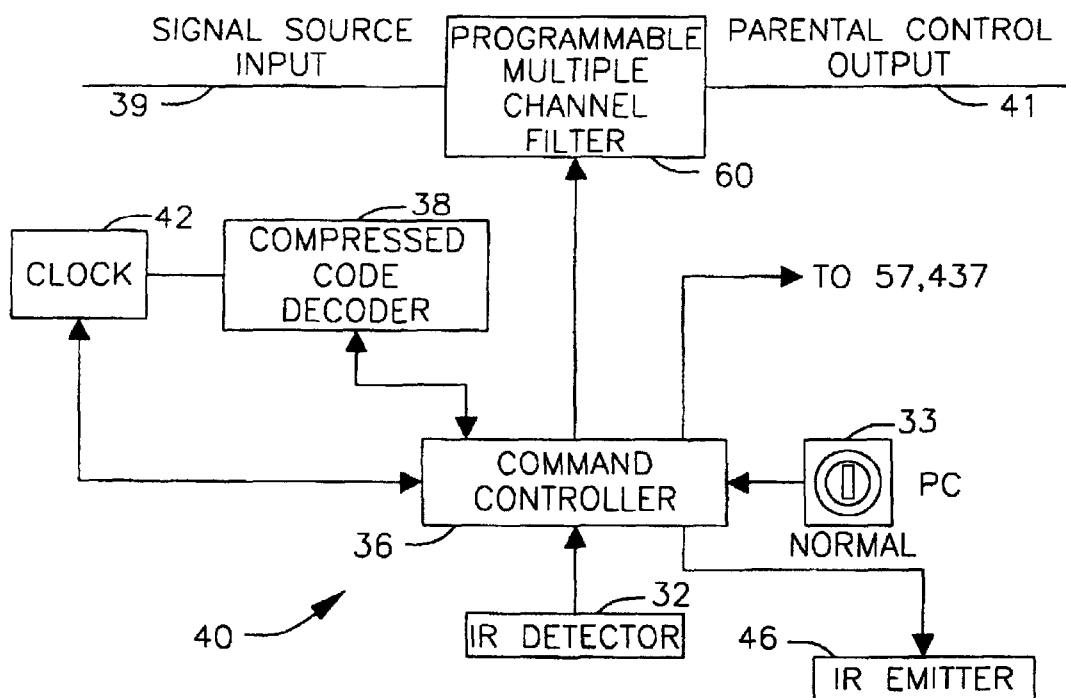 SIGNAL SOURCE
INPUT
39
PROGRAMMABLE
MULTIPLE
CHANNEL
FILTER
60
PARENTAL CONTROL
OUTPUT
41
42
CLOCK
38
COMPRESSED
CODE
DECODER
TO 57,437
COMMAND
CONTROLLER
36
33
PC
NORMAL
40
32
IR DETECTOR
46
IR EMITTER